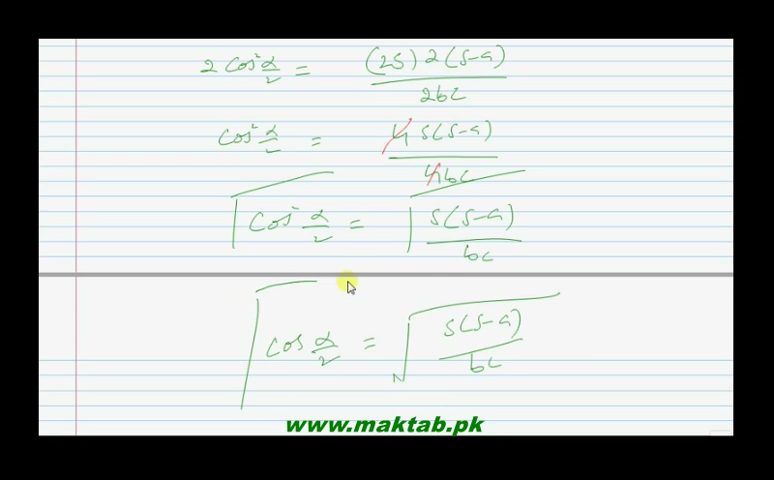 2 Cos² α/2 = (2S) 2 (S-a) / 2bc
Cos² α/2 = 4 S(S-a) / 4bc
√Cos² α/2 = √S(S-a) / bc
Cos α/2 = √S(S-a) / bc
www.maktab.pk